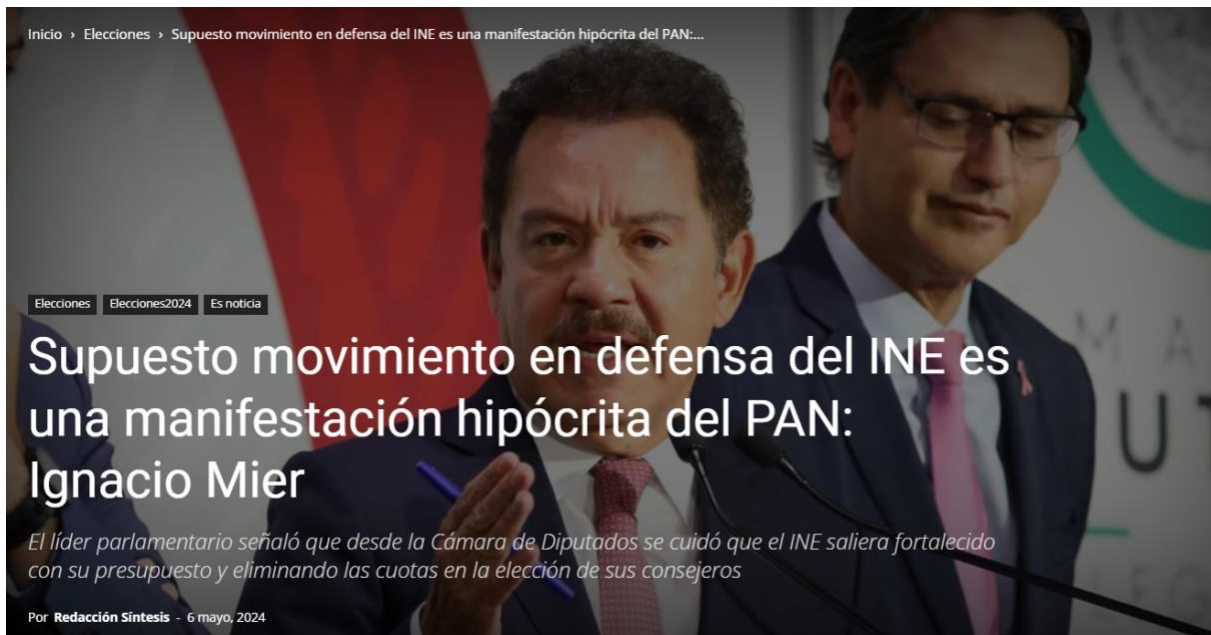 Inicio › Elecciones › Supuesto movimiento en defensa del INE es una manifestación hipócrita del PAN:...
Elecciones Elecciones2024 Es noticia
Supuesto movimiento en defensa del INE es
una manifestación hipócrita del PAN:
Ignacio Mier
El líder parlamentario señaló que desde la Cámara de Diputados se cuidó que el INE saliera fortalecido
con su presupuesto y eliminando las cuotas en la elección de sus consejeros
Por Redacción Síntesis - 6 mayo, 2024